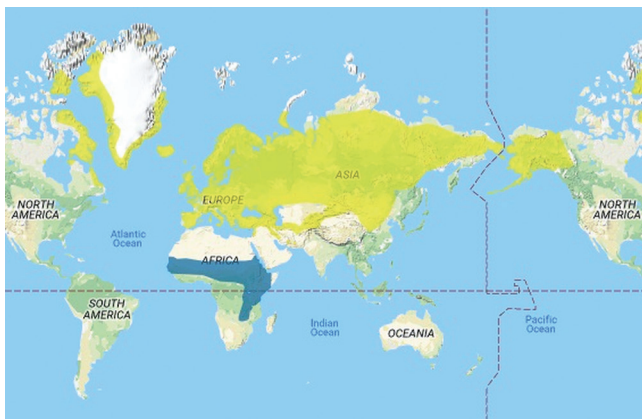 EUROPE
ASIA
NORTH
AMERICA
NORTH
AMERICA
Atlantic
Ocean
AFRICA
SOUTH
AMERICA
Indian
Ocean
OCEANIA
Pacific
Ocean